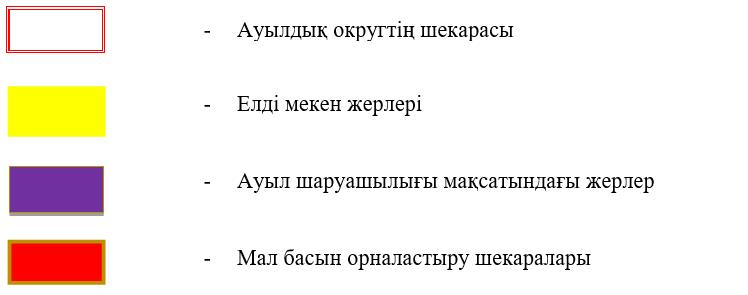 - Ауылдық округтің шекарасы
- Елді мекен жерлері
- Ауыл шаруашылығы мақсатындағы жерлер
- Мал басын орналастыру шекаралары